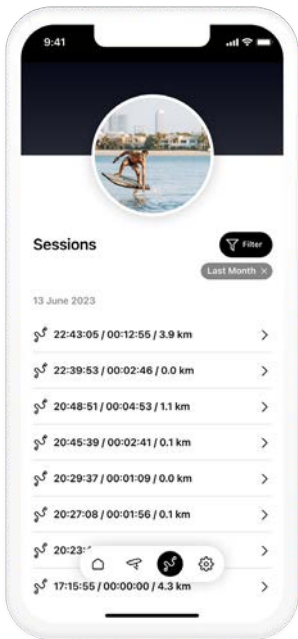 9:41
Sessions
Filter
Last Month ×
13 June 2023
22:43:05 / 00:12:55 / 3.9 km
22:39:53 / 00:02:46 / 0.0 km
20:48:51 / 00:04:53 / 1.1 km
20:45:39 / 00:02:41 / 0.1 km
20:29:37 / 00:01:09 / 0.0 km
20:27:08 / 00:01:56 / 0.1 km
20:23:
17:15:55 / 00:00:00 / 4.3 km